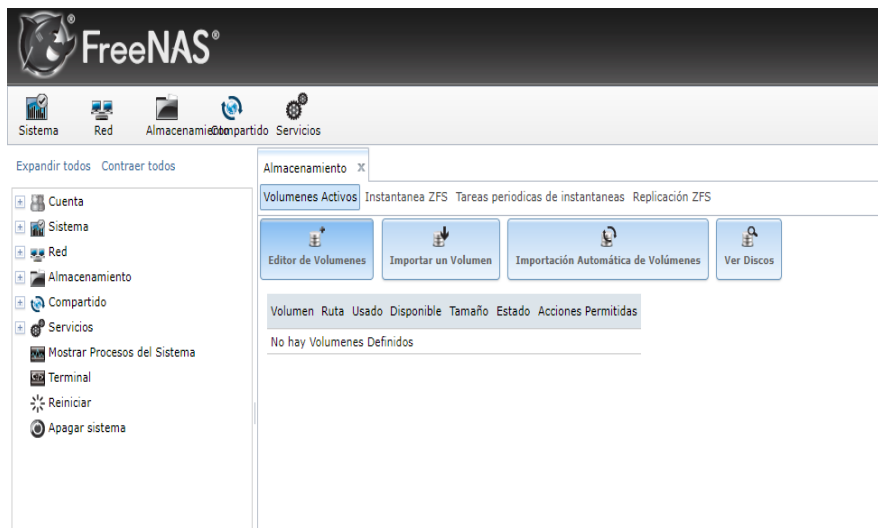 FreeNAS®
Sistema Red Almacenamiento Compartido Servicios
Expandir todos Contraer todos
Cuenta
Sistema
Red
Almacenamiento
Compartido
Servicios
Mostrar Procesos del Sistema
Terminal
Reiniciar
Apagar sistema
Almacenamiento X
Volumenes Activos Instantanea ZFS Tareas periodicas de instantaneas Replicación ZFS
Editor de Volumenes Importar un Volumen Importación Automática de Volúmenes Ver Discos
Volumen Ruta Usado Disponible Tamaño Estado Acciones Permitidas
No hay Volumenes Definidos